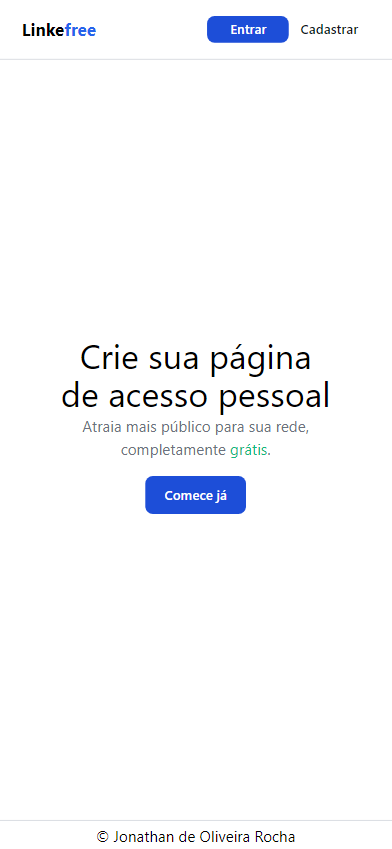 Linkefree
Entrar
Cadastrar
Crie sua página
de acesso pessoal
Atraia mais público para sua rede,
completamente grátis.
Comece já
© Jonathan de Oliveira Rocha